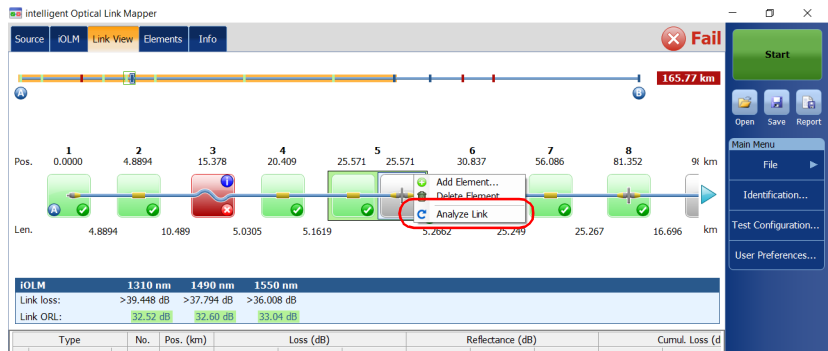 intelligent Optical Link Mapper
Source iOLM Link View Elements Info
Fail
Start
165.77 km
A B
Open Save Report
Main Menu
File
Identification...
Test Configuration...
User Preferences...
1 2 3 4 5 6 7 8
Pos. 0.0000 4.8894 15.378 20.409 25.571 25.571 30.837 56.086 81.352 km
Add Element...
Delete Element
Analyze Link
A
Len. 4.8894 10.489 5.0305 5.1619 5.2662 25.249 25.267 16.696 km
iOLM 1310 nm 1490 nm 1550 nm
Link loss: >39.448 dB >37.794 dB >36.008 dB
Link ORL: 32.52 dB 32.60 dB 33.04 dB
Type No. Pos. (km) Loss (dB) Reflectance (dB) Cumul. Loss (d